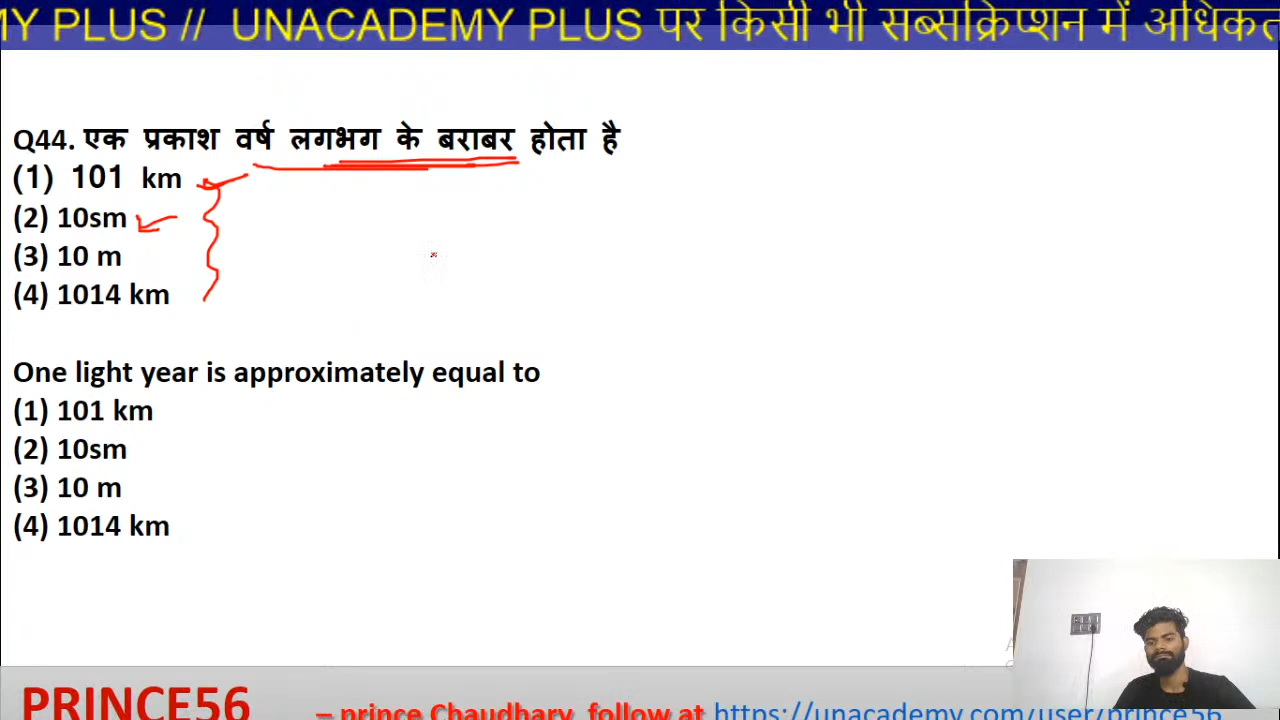 MY PLUS // UNACADEMY PLUS पर किसी भी सब्सक्रिप्शन में अधिकत
Q44. एक प्रकाश वर्ष लगभग के बराबर होता है
(1) 101 km
(2) 10sm
(3) 10 m
(4) 1014 km
One light year is approximately equal to
(1) 101 km
(2) 10sm
(3) 10 m
(4) 1014 km
PRINCE56 – prince Chaudhary follow at https://unacademy.com/user/prince56